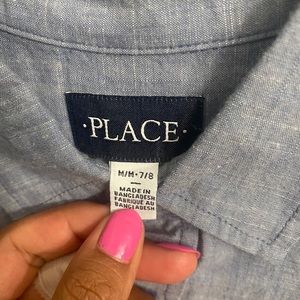 ·PLACE·
M/M·7/8
MADE IN
BANGLADESH
FABRIQUÉ AU
BANGLADESH